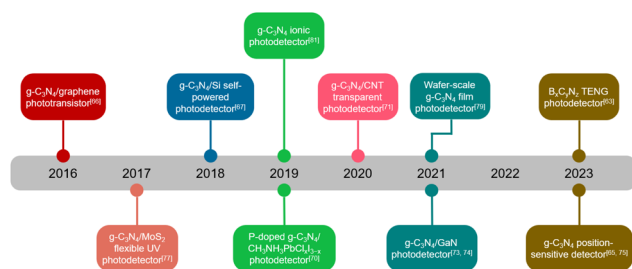 g-C₃N₄ ionic
photodetector[81]
g-C₃N₄/graphene
phototransistor[66]
g-C₃N₄/Si self-
powered
photodetector[67]
g-C₃N₄/CNT
transparent
photodetector[71]
Wafer-scale
g-C₃N₄ film
photodetector[79]
BₓCᵧN_z TENG
photodetector[63]
2016 2017 2018 2019 2020 2021 2022 2023
g-C₃N₄/MoS₂
flexible UV
photodetector[77]
P-doped g-C₃N₄/
CH₃NH₃PbClₓI₃₋ₓ
photodetector[70]
g-C₃N₄/GaN
photodetector[73, 74]
g-C₃N₄ position-
sensitive detector[65, 75]